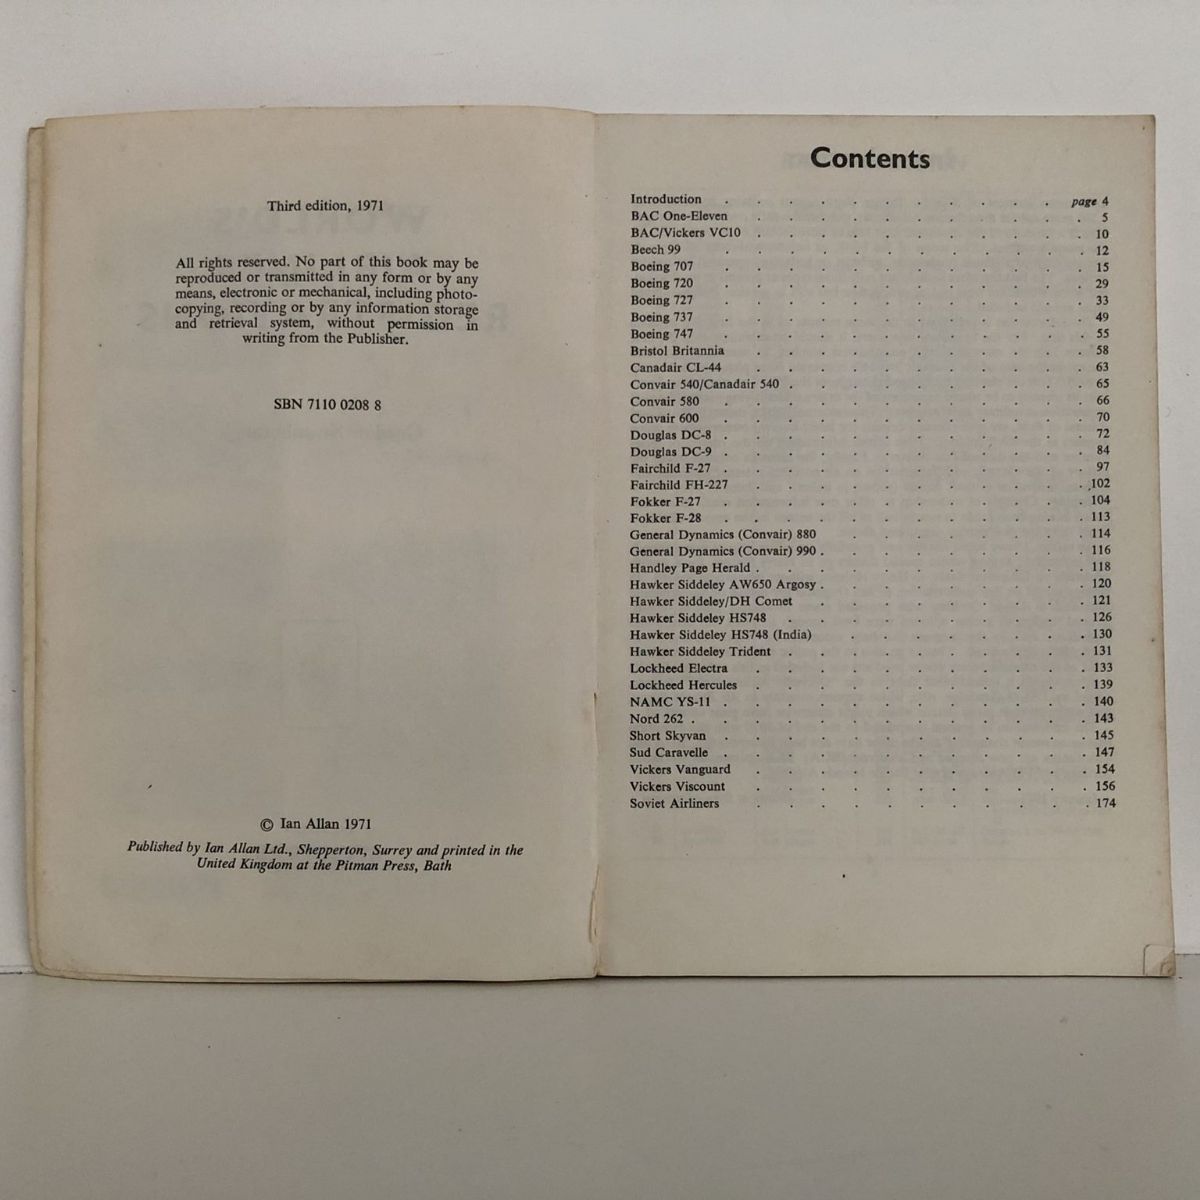 Third edition, 1971
All rights reserved. No part of this book may be
reproduced or transmitted in any form or by any
means, electronic or mechanical, including photo-
copying, recording or by any information storage
and retrieval system, without permission in
writing from the Publisher.
SBN 7110 0208 8
© Ian Allan 1971
Published by Ian Allan Ltd., Shepperton, Surrey and printed in the
United Kingdom at the Pitman Press, Bath
Contents
Introduction . . . . . . . . . . . page 4
BAC One-Eleven . . . . . . . . . . . 5
BAC/Vickers VC10 . . . . . . . . . . . 10
Beech 99 . . . . . . . . . . . . 12
Boeing 707 . . . . . . . . . . . . 15
Boeing 720 . . . . . . . . . . . . 29
Boeing 727 . . . . . . . . . . . . 33
Boeing 737 . . . . . . . . . . . . 49
Boeing 747 . . . . . . . . . . . . 55
Bristol Britannia . . . . . . . . . . . 58
Canadair CL-44 . . . . . . . . . . . 63
Convair 540/Canadair 540 . . . . . . . . . . 65
Convair 580 . . . . . . . . . . . . 66
Convair 600 . . . . . . . . . . . . 70
Douglas DC-8 . . . . . . . . . . . . 72
Douglas DC-9 . . . . . . . . . . . . 84
Fairchild F-27 . . . . . . . . . . . . 97
Fairchild FH-227 . . . . . . . . . . . 102
Fokker F-27 . . . . . . . . . . . . 104
Fokker F-28 . . . . . . . . . . . . 113
General Dynamics (Convair) 880 . . . . . . . . . 114
General Dynamics (Convair) 990 . . . . . . . . . 116
Handley Page Herald . . . . . . . . . . . 118
Hawker Siddeley AW650 Argosy . . . . . . . . . 120
Hawker Siddeley/DH Comet . . . . . . . . . 121
Hawker Siddeley HS748 . . . . . . . . . . 126
Hawker Siddeley HS748 (India) . . . . . . . . 130
Hawker Siddeley Trident . . . . . . . . . . 131
Lockheed Electra . . . . . . . . . . . 133
Lockheed Hercules . . . . . . . . . . . 139
NAMC YS-11 . . . . . . . . . . . . 140
Nord 262 . . . . . . . . . . . . . 143
Short Skyvan . . . . . . . . . . . . 145
Sud Caravelle . . . . . . . . . . . . 147
Vickers Vanguard . . . . . . . . . . . 154
Vickers Viscount . . . . . . . . . . . 156
Soviet Airliners . . . . . . . . . . . 174